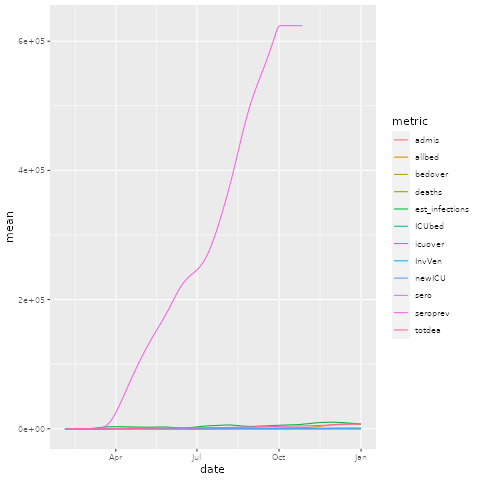 6e+05
4e+05
2e+05
0e+00
mean
Apr
Jul
Oct
Jan
date
metric
admis
allbed
bedover
deaths
est_infections
ICUbed
icuover
InvVen
newICU
sero
seroprev
totdea